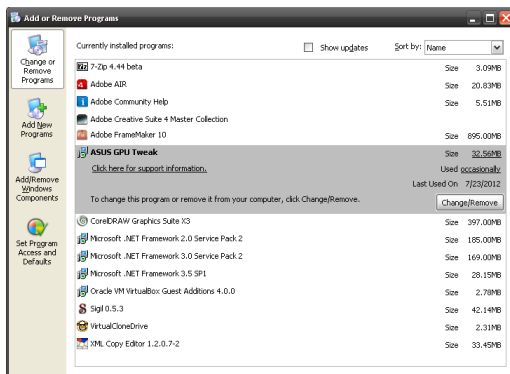 Add or Remove Programs
Change or Remove Programs
Add New Programs
Add/Remove Windows Components
Set Program Access and Defaults
Currently installed programs:
Show updates
Sort by: Name
7-Zip 4.44 beta Size 3.09MB
Adobe AIR Size 20.83MB
Adobe Community Help Size 5.51MB
Adobe Creative Suite 4 Master Collection
Adobe FrameMaker 10 Size 895.00MB
ASUS GPU Tweak Size 32.56MB
Click here for support information. Used occasionally
Last Used On 7/23/2012
To change this program or remove it from your computer, click Change/Remove. Change/Remove
CorelDRAW Graphics Suite X3 Size 397.00MB
Microsoft .NET Framework 2.0 Service Pack 2 Size 185.00MB
Microsoft .NET Framework 3.0 Service Pack 2 Size 169.00MB
Microsoft .NET Framework 3.5 SP1 Size 28.15MB
Oracle VM VirtualBox Guest Additions 4.0.0 Size 2.78MB
Sigil 0.5.3 Size 42.14MB
VirtualCloneDrive Size 2.31MB
XML Copy Editor 1.2.0.7-2 Size 33.45MB